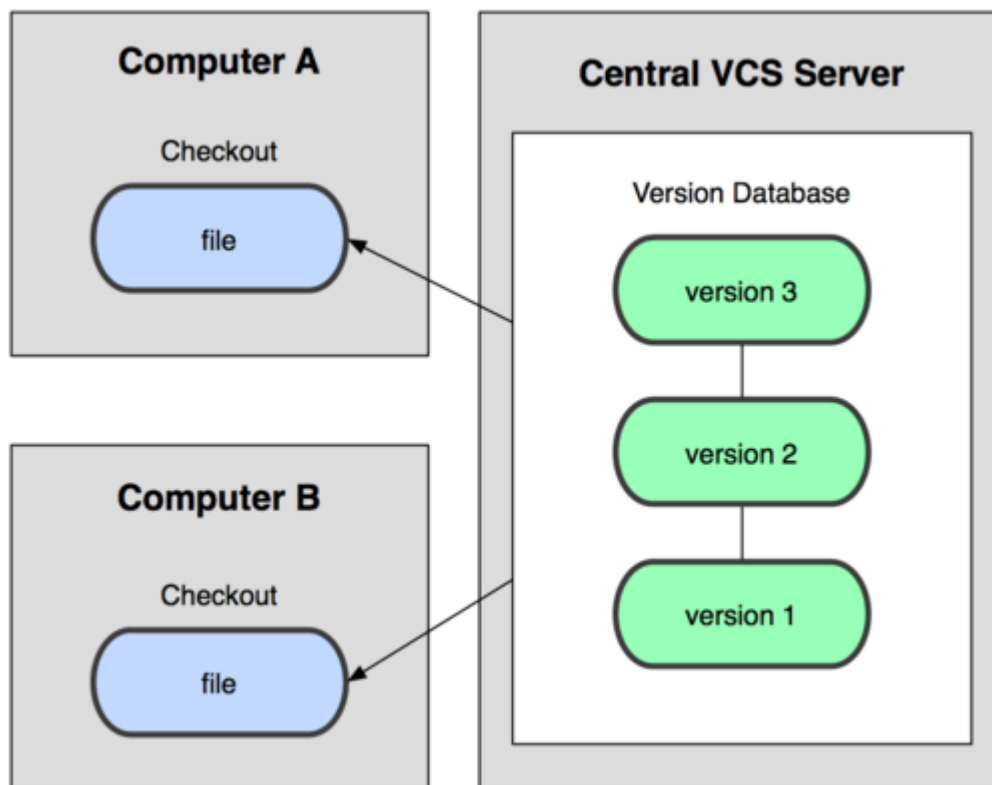 Computer A
Checkout
file
Computer B
Checkout
file
Central VCS Server
Version Database
version 3
version 2
version 1